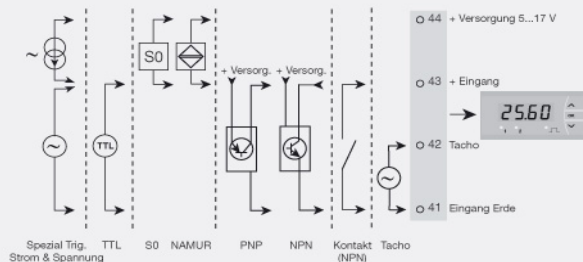 44 + Versorgung 5...17 V
S0
+ Versorg. + Versorg.
43 + Eingang
25.60
TTL
42 Tacho
41 Eingang Erde
Spezial Trig. TTL S0 NAMUR PNP NPN Kontakt Tacho
Strom & Spannung (NPN)